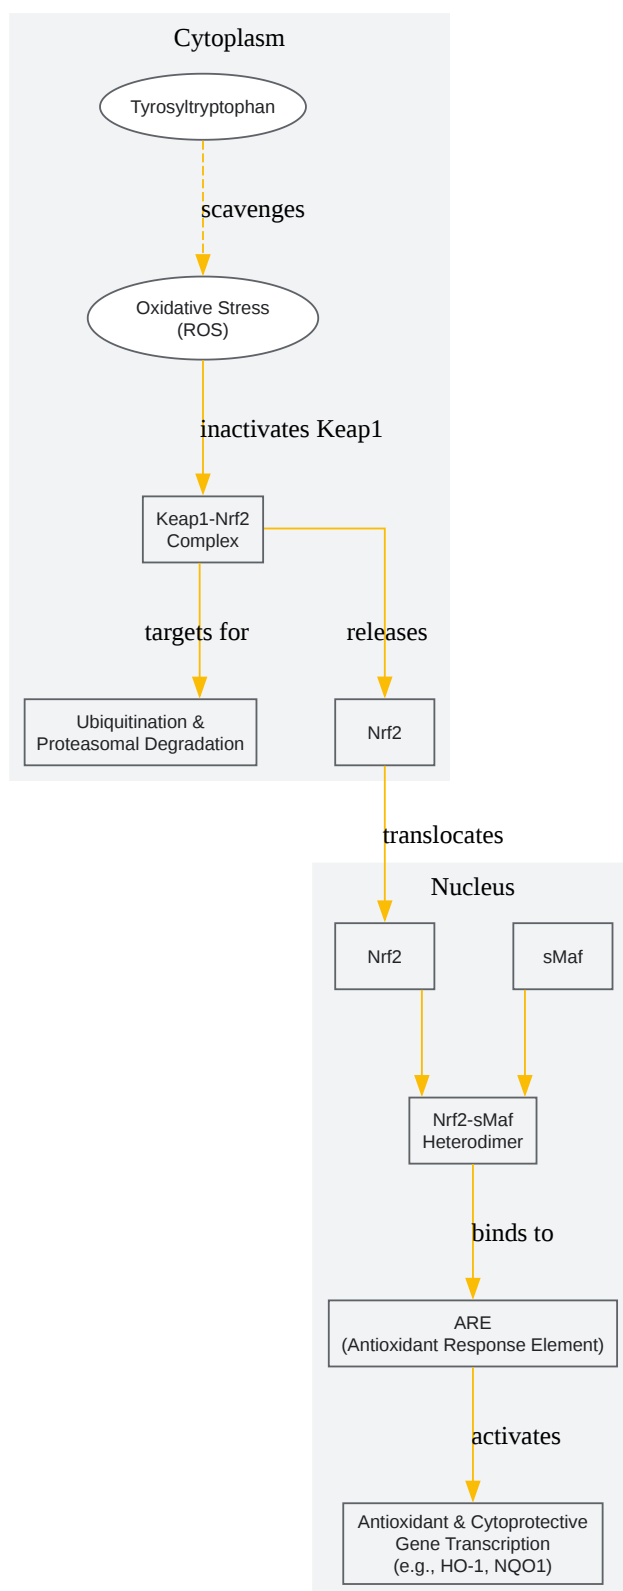 Cytoplasm
Tyrosyltryptophan
scavenges
Oxidative Stress
(ROS)
inactivates Keap1
Keap1-Nrf2
Complex
targets for
releases
Ubiquitination &
Proteasomal Degradation
Nrf2
translocates
Nucleus
Nrf2
sMaf
Nrf2-sMaf
Heterodimer
binds to
ARE
(Antioxidant Response Element)
activates
Antioxidant & Cytoprotective
Gene Transcription
(e.g., HO-1, NQO1)